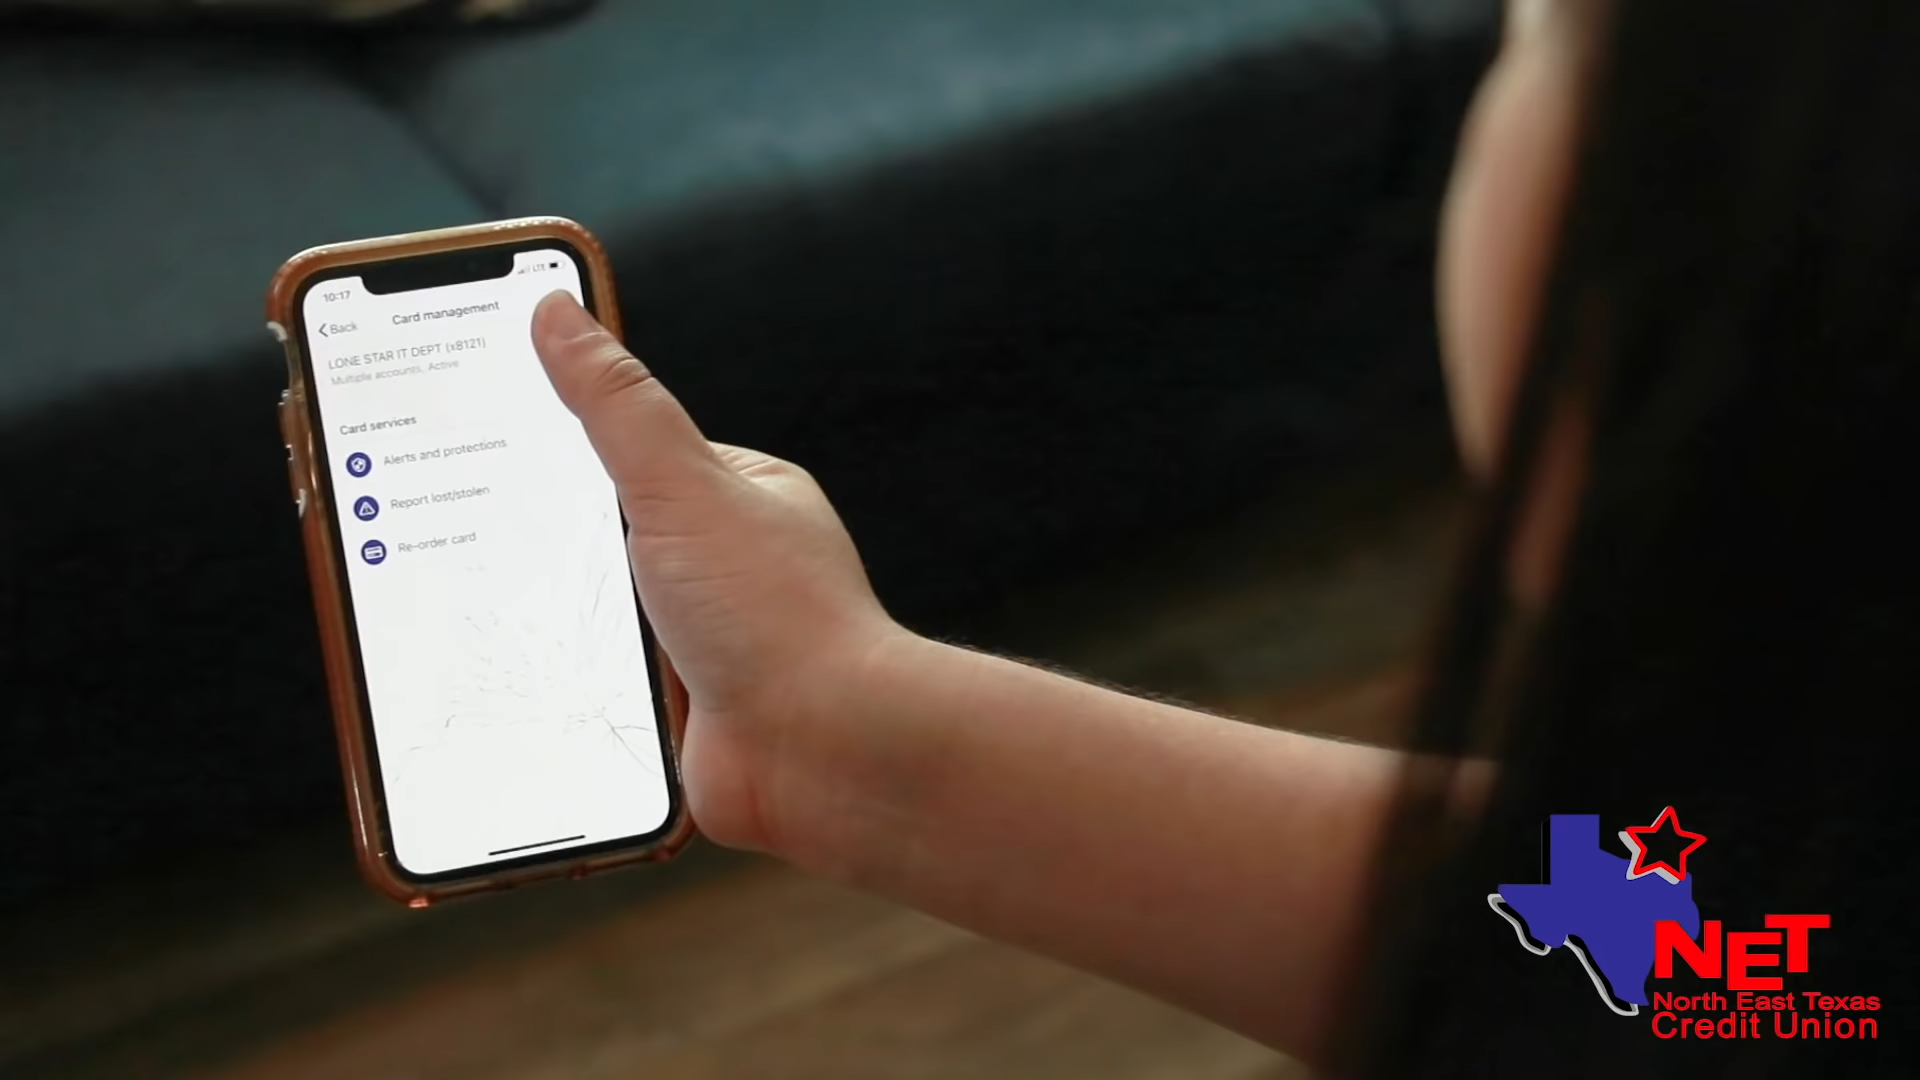 10:17
LTE
Back
Card management
LONE STAR IT DEPT (x8121)
Multiple accounts, Active
Card services
Alerts and protections
Report lost/stolen
Re-order card
NET
North East Texas
Credit Union